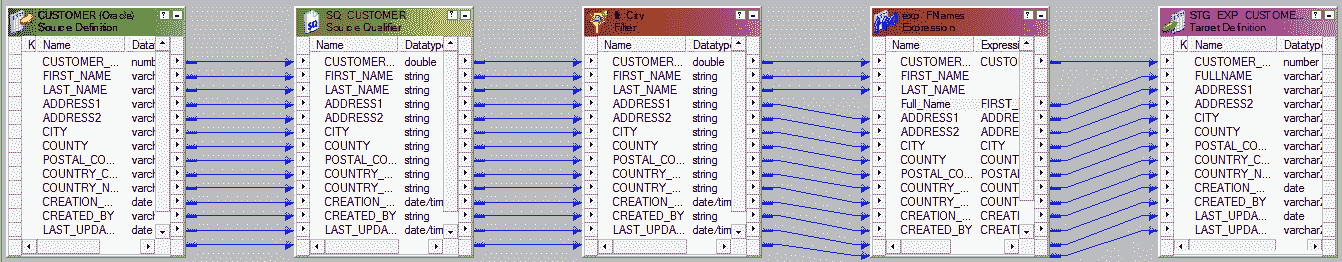 CUSTOMER (Oracle)
Source Definition
K Name Datat
CUSTOMER_... numb
FIRST_NAME varch
LAST_NAME varch
ADDRESS1 varch
ADDRESS2 varch
CITY varch
COUNTY varch
POSTAL_CO... varch
COUNTRY_C... varch
COUNTRY_N... varch
CREATION_... date
CREATED_BY varch
LAST_UPDA... date
SQ_CUSTOMER
Source Qualifier
Name Datatype
CUSTOMER_... double
FIRST_NAME string
LAST_NAME string
ADDRESS1 string
ADDRESS2 string
CITY string
COUNTY string
POSTAL_CO... string
COUNTRY_... string
COUNTRY_... string
CREATION_... date/tim
CREATED_BY string
LAST_UPDA... date/tim
City
Filter
Name Datatype
CUSTOMER_... double
FIRST_NAME string
LAST_NAME string
ADDRESS1 string
ADDRESS2 string
CITY string
COUNTY string
POSTAL_CO... string
COUNTRY_... string
COUNTRY_... string
CREATION_... date/tim
CREATED_BY string
LAST_UPDA... date/tim
exp_FNames
Expression
Name Expressi
CUSTOMER... CUSTO
FIRST_NAME
LAST_NAME
Full_Name FIRST_
ADDRESS1 ADDRE
ADDRESS2 ADDRE
CITY CITY
COUNTY COUNT
POSTAL_CO... POSTA
COUNTRY_... COUNT
COUNTRY_... COUNT
CREATION_... CREATI
CREATED_BY CREATI
STG_EXP_CUSTOME...
Target Definition
K Name Datatyp
CUSTOMER_... number
FULLNAME varchar2
ADDRESS1 varchar2
ADDRESS2 varchar2
CITY varchar2
COUNTY varchar2
POSTAL_CO... varchar2
COUNTRY_C... varchar2
COUNTRY_N... varchar2
CREATION_... date
CREATED_BY varchar2
LAST_UPDA... date
LAST_UPDA... varchar2